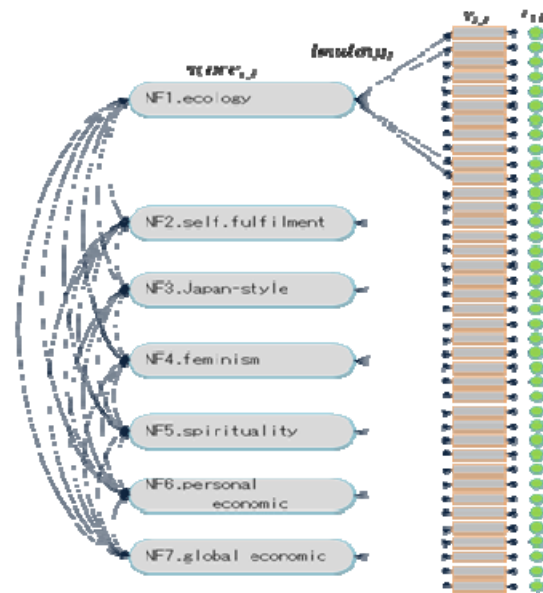 NF1.ecology
NF2.self.fulfilment
NF3.Japan-style
NF4.feminism
NF5.spirituality
NF6.personal
economic
NF7.global economic